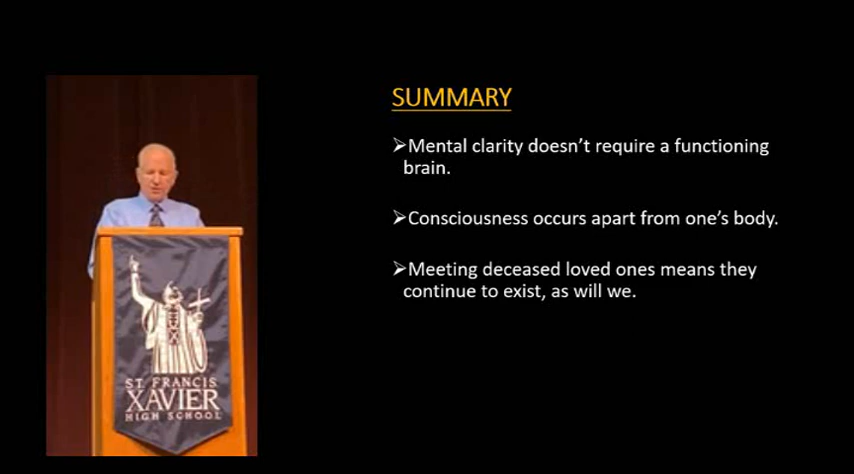 SUMMARY
➢Mental clarity doesn't require a functioning
brain.
➢Consciousness occurs apart from one's body.
➢Meeting deceased loved ones means they
continue to exist, as will we.
ST. FRANCIS
XAVIER
HIGH SCHOOL